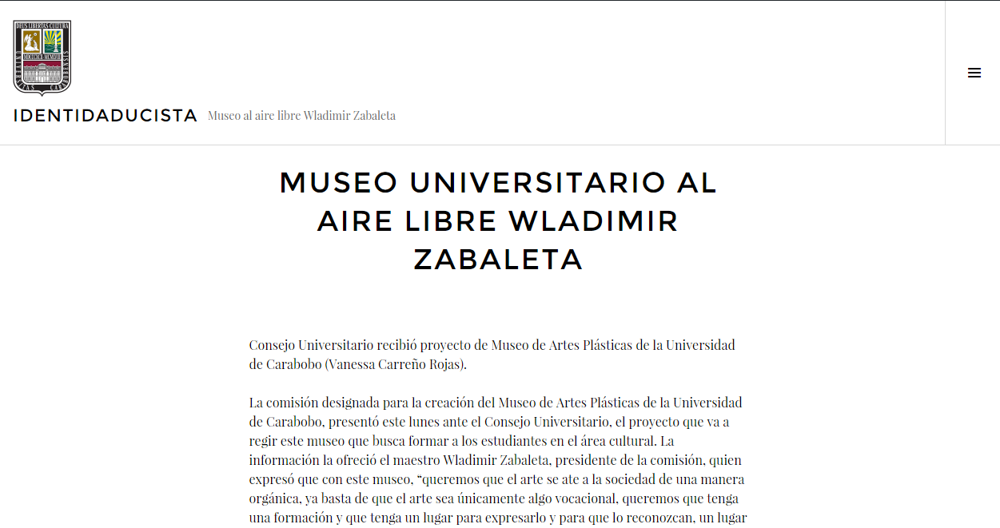 DEUS LIBERTAS CULTURA
UNIVERSITAS CARABOBENSIS
IDENTIDADUCISTA Museo al aire libre Wladimir Zabaleta
MUSEO UNIVERSITARIO AL
AIRE LIBRE WLADIMIR
ZABALETA
Consejo Universitario recibió proyecto de Museo de Artes Plásticas de la Universidad
de Carabobo (Vanessa Carreño Rojas).
La comisión designada para la creación del Museo de Artes Plásticas de la Universidad
de Carabobo, presentó este lunes ante el Consejo Universitario, el proyecto que va a
regir este museo que busca formar a los estudiantes en el área cultural. La
información la ofreció el maestro Wladimir Zabaleta, presidente de la comisión, quien
expresó que con este museo, “queremos que el arte se ate a la sociedad de una manera
orgánica, ya basta de que el arte sea únicamente algo vocacional, queremos que tenga
una formación y que tenga un lugar para expresarlo y para que lo reconozcan, un lugar